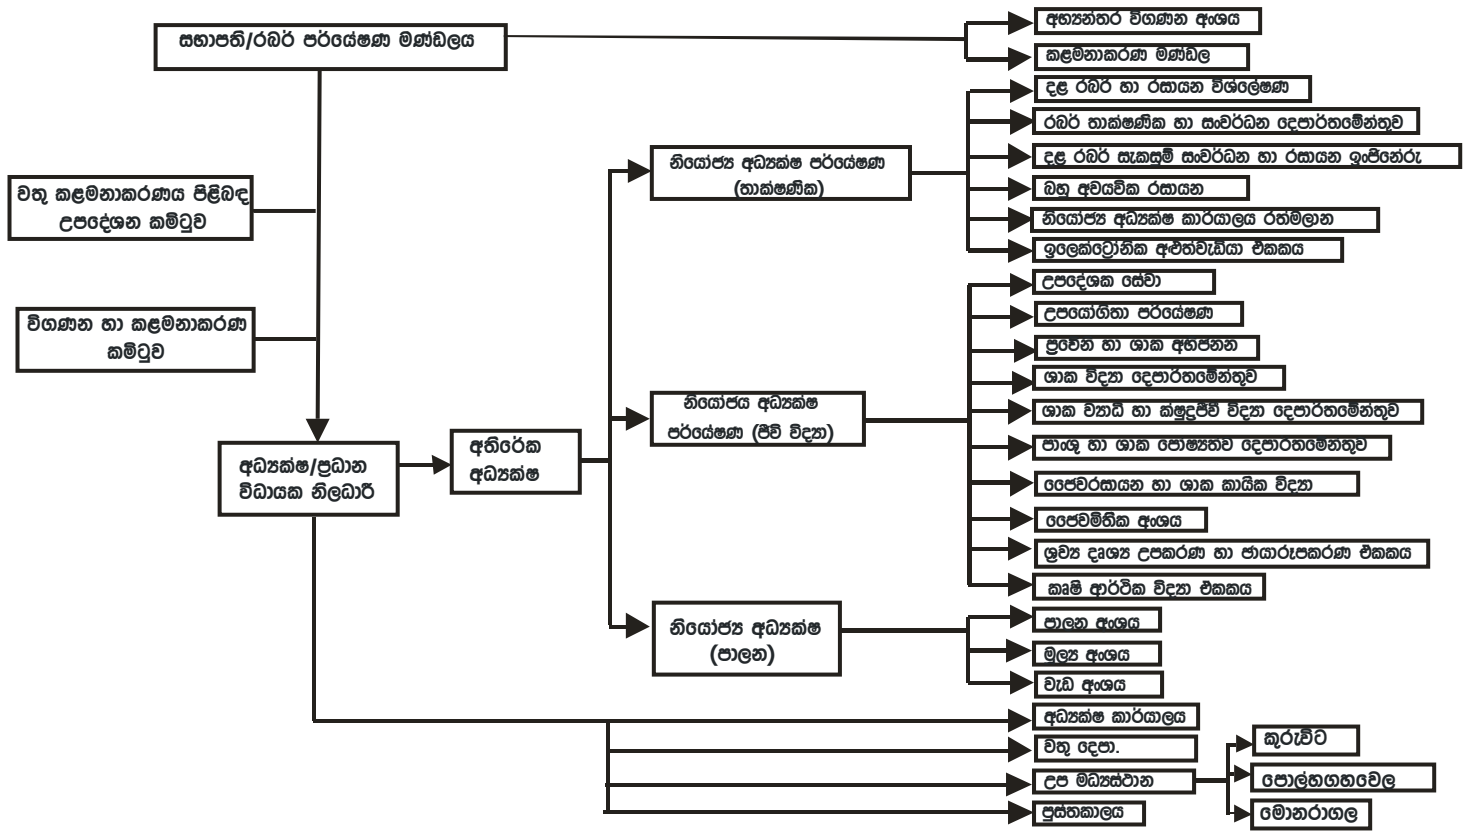 සභාපති/රබර් පර්යේෂණ මණ්ඩලය
අභ්‍යන්තර විගණන අංශය
කළමනාකරණ මණ්ඩල
වතු කළමනාකරණය පිළිබඳ
උපදේශන කමිටුව
විගණන හා කළමනාකරණ
කමිටුව
අධ්‍යක්ෂ/ප්‍රධාන
විධායක නිලධාරී
අතිරේක
අධ්‍යක්ෂ
නියෝජ්‍ය අධ්‍යක්ෂ පර්යේෂණ
(තාක්ෂණික)
දළ රබර් හා රසායන විශ්ලේෂණ
රබර් තාක්ෂණික හා සංවර්ධන දෙපාර්තමේන්තුව
දළ රබර් සැකසුම් සංවර්ධන හා රසායන ඉංජිනේරු
බහු අවයවික රසායන
නියෝජ්‍ය අධ්‍යක්ෂ කාර්යාලය රත්මලාන
ඉලෙක්ට්‍රෝනික අළුත්වැඩියා ඒකකය
නියෝජය අධ්‍යක්ෂ
පර්යේෂණ (ජීව විද්‍යා)
උපදේශක සේවා
උපයෝගිතා පර්යේෂණ
ප්‍රවේන හා ශාක අභිජනන
ශාක විද්‍යා දෙපාර්තමේන්තුව
ශාක ව්‍යාධි හා ක්ෂුද්‍රජීවී විද්‍යා දෙපාර්තමේන්තුව
පාංශු හා ශාක පෝෂ්‍යතව දෙපාර්තමේන්තුව
ජෛවරසායන හා ශාක කායික විද්‍යා
ජෛවමිතික අංශය
ශ්‍රව්‍ය දෘශ්‍ය උපකරණ හා ඡායාරූපකරණ ඒකකය
කෘෂි ආර්ථික විද්‍යා ඒකකය
නියෝජ්‍ය අධ්‍යක්ෂ
(පාලන)
පාලන අංශය
මූල්‍ය අංශය
වැඩ අංශය
අධ්‍යක්ෂ කාර්යාලය
වතු දෙපා.
උප මධ්‍යස්ථාන
පුස්තකාලය
කුරුවිට
පොල්ගහවෙල
මොනරාගල